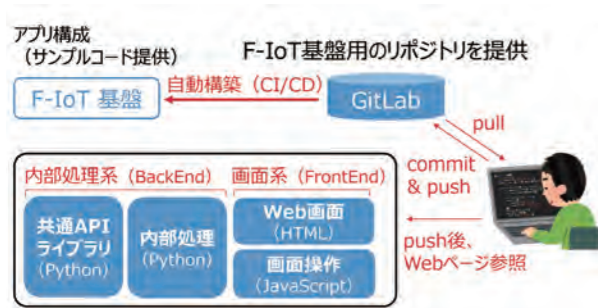 アプリ構成
（サンプルコード提供）
F-IoT基盤用のリポジトリを提供
F-IoT 基盤
自動構築（CI/CD）
GitLab
pull
commit
& push
内部処理系（BackEnd）
画面系（FrontEnd）
共通API
ライブラリ
(Python)
内部処理
(Python)
Web画面
(HTML)
画面操作
(JavaScript)
push後、
Webページ参照